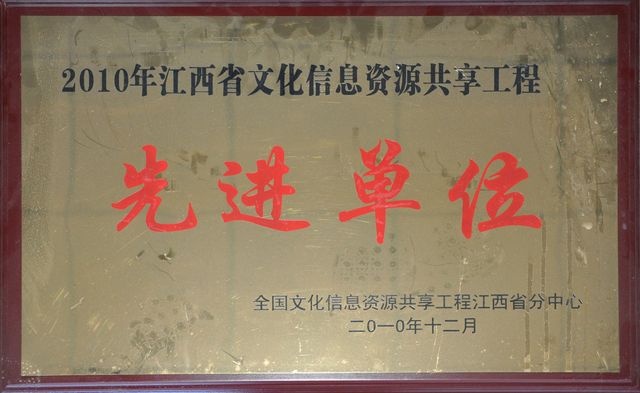 2010年江西省文化信息资源共享工程
先进单位
全国文化信息资源共享工程江西省分中心
二〇一〇年十二月